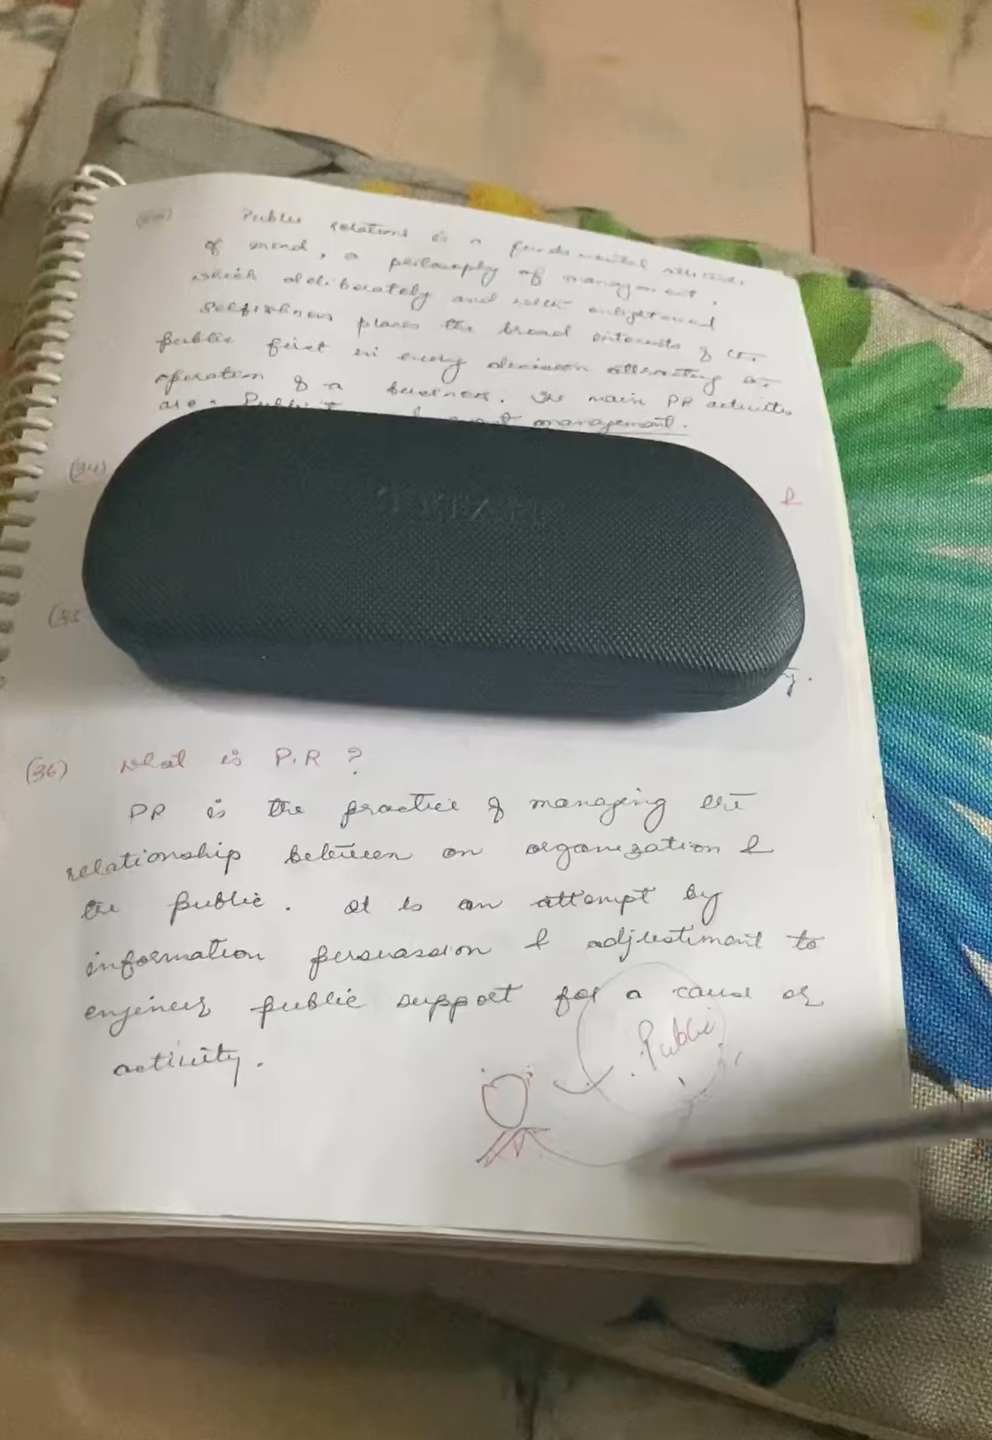 Public relations is a fundamental
of mind, a philosophy of management,
which deliberately and with enlightened
selfishness places the broad interests of the
public first in every decision affecting the
operation of a business. The main PR activities
are:
management.
(34)
&
(35
y.
(36) What is P.R ?
PR is the practice of managing the
relationship between an organization &
the public. It is an attempt by
information persuassion & adjustiment to
engineer public support for a cause or
activity.
Public